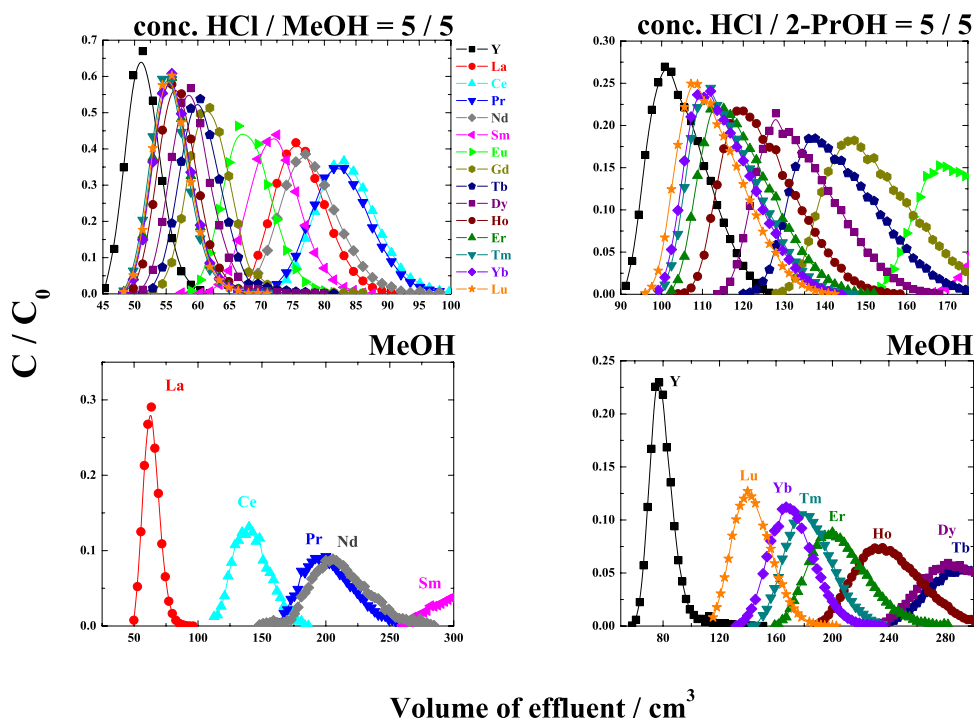 conc. HCl / MeOH = 5 / 5
0.7
0.6
0.5
0.4
0.3
0.2
0.1
0.0
45 50 55 60 65 70 75 80 85 90 95 100
Y
La
Ce
Pr
Nd
Sm
Eu
Gd
Tb
Dy
Ho
Er
Tm
Yb
Lu
conc. HCl / 2-PrOH = 5 / 5
0.30
0.25
0.20
0.15
0.10
0.05
0.00
90 100 110 120 130 140 150 160 170
C / C0
MeOH
0.3
0.2
0.1
0.0
50 100 150 200 250 300
La
Ce
Pr
Nd
Sm
MeOH
0.25
0.20
0.15
0.10
0.05
0.00
80 120 160 200 240 280
Y
Lu
Yb
Tm
Er
Ho
Dy
Tb
Volume of effluent / cm3